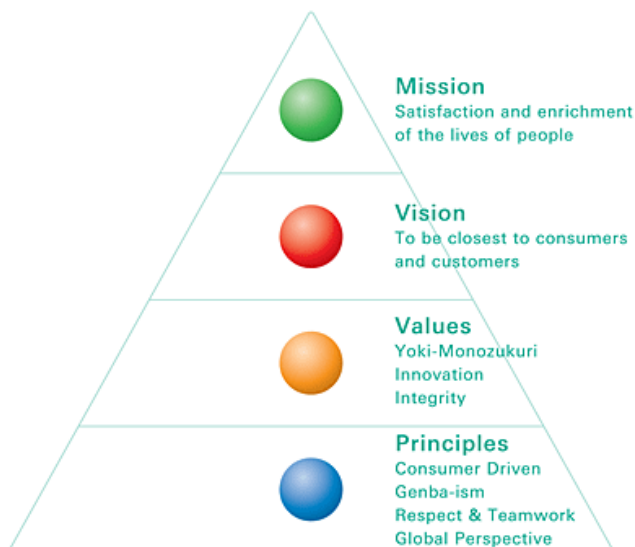 Mission
Satisfaction and enrichment
of the lives of people
Vision
To be closest to consumers
and customers
Values
Yoki-Monozukuri
Innovation
Integrity
Principles
Consumer Driven
Genba-ism
Respect & Teamwork
Global Perspective